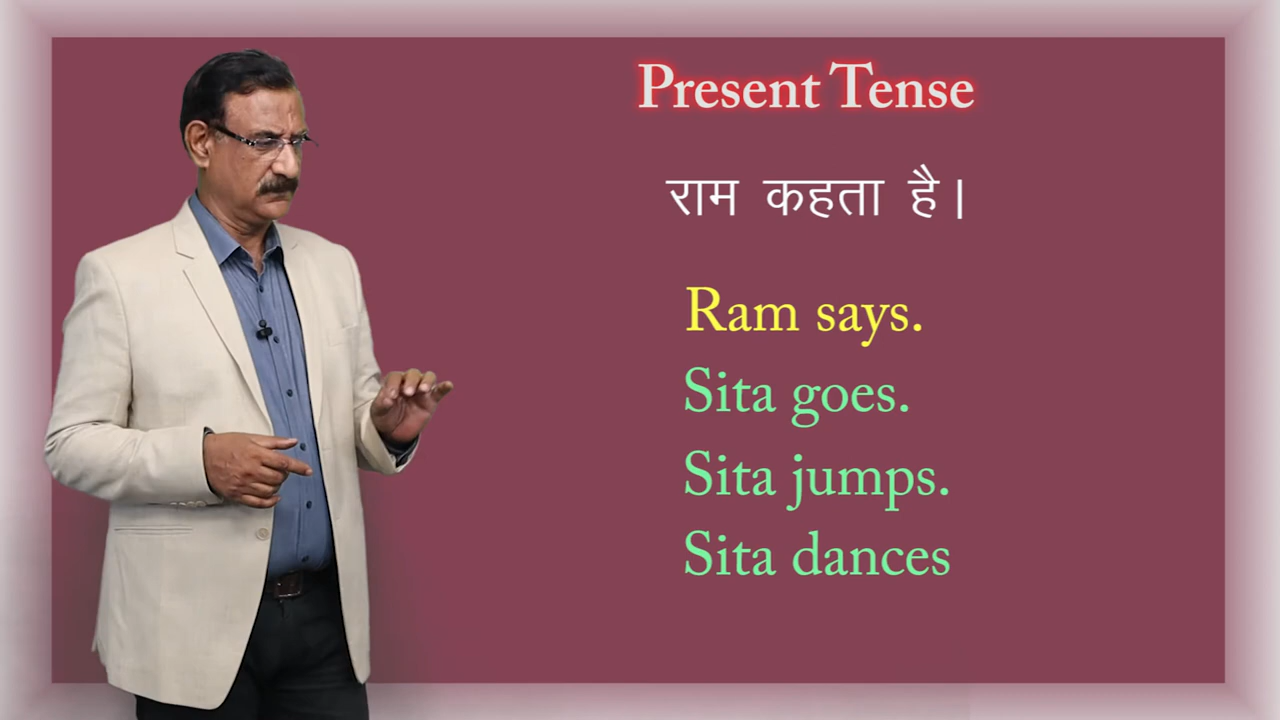 Present Tense
राम कहता है।
Ram says.
Sita goes.
Sita jumps.
Sita dances